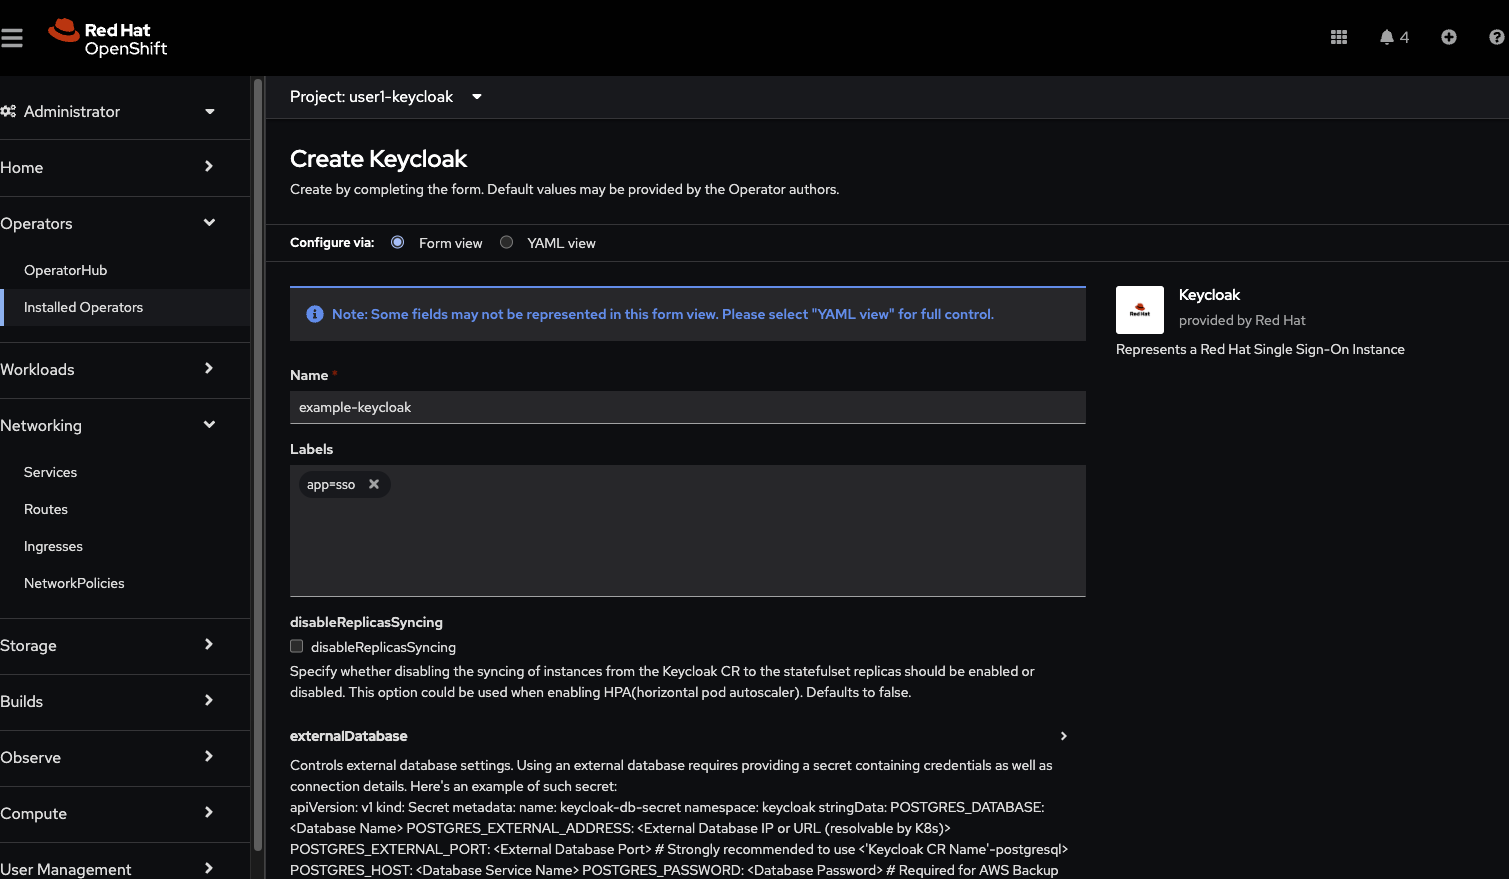 Red Hat
OpenShift
4
Administrator
Home
Operators
OperatorHub
Installed Operators
Workloads
Networking
Services
Routes
Ingresses
NetworkPolicies
Storage
Builds
Observe
Compute
User Management
Project: user1-keycloak
Create Keycloak
Create by completing the form. Default values may be provided by the Operator authors.
Configure via: Form view YAML view
Note: Some fields may not be represented in this form view. Please select "YAML view" for full control.
Name *
example-keycloak
Labels
app=sso
disableReplicasSyncing
disableReplicasSyncing
Specify whether disabling the syncing of instances from the Keycloak CR to the statefulset replicas should be enabled or
disabled. This option could be used when enabling HPA(horizontal pod autoscaler). Defaults to false.
externalDatabase
Controls external database settings. Using an external database requires providing a secret containing credentials as well as
connection details. Here's an example of such secret:
apiVersion: v1 kind: Secret metadata: name: keycloak-db-secret namespace: keycloak stringData: POSTGRES_DATABASE:
<Database Name> POSTGRES_EXTERNAL_ADDRESS: <External Database IP or URL (resolvable by K8s)>
POSTGRES_EXTERNAL_PORT: <External Database Port> # Strongly recommended to use <'Keycloak CR Name'-postgresql>
POSTGRES_HOST: <Database Service Name> POSTGRES_PASSWORD: <Database Password> # Required for AWS Backup
Red Hat
Keycloak
provided by Red Hat
Represents a Red Hat Single Sign-On Instance